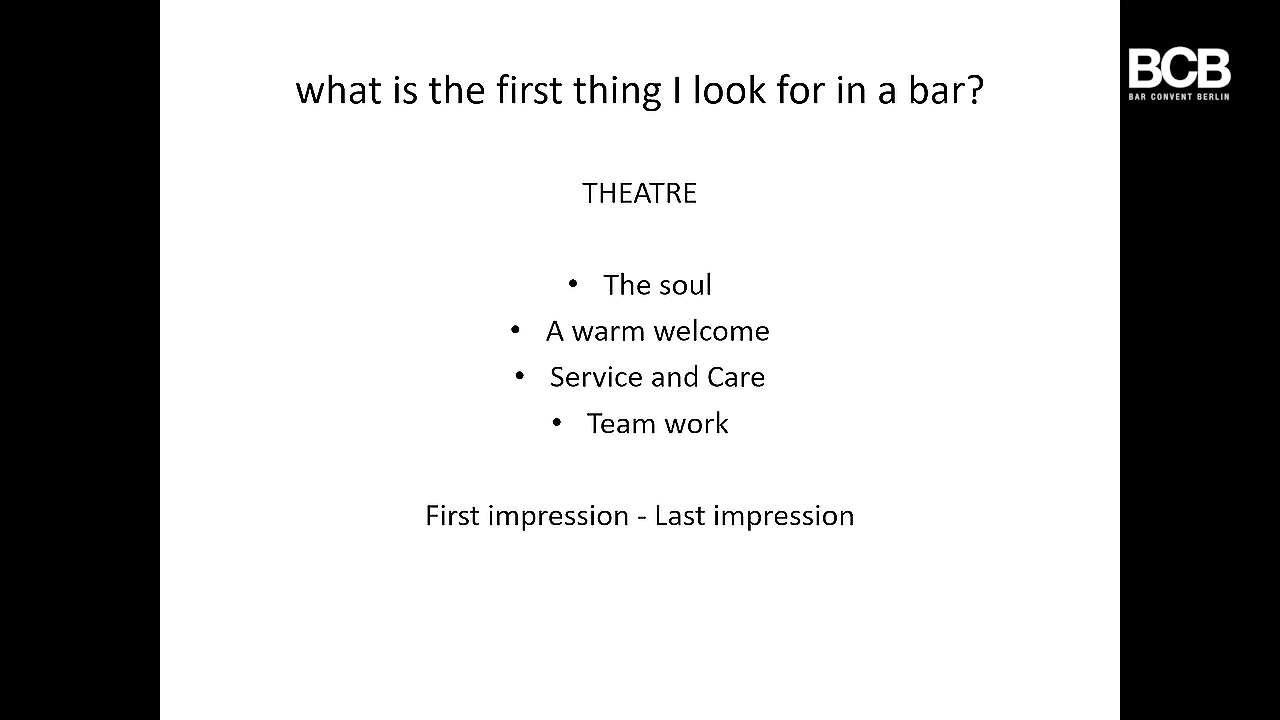 what is the first thing I look for in a bar?
BCB
BAR CONVENT BERLIN
THEATRE
• The soul
• A warm welcome
• Service and Care
• Team work
First impression - Last impression